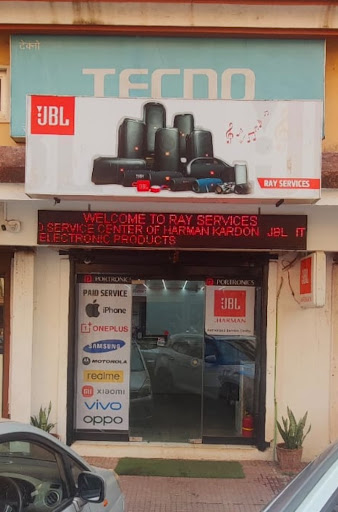 टेक्नो
TECNO
JBL
RAY SERVICES
WELCOME TO RAY SERVICES
SERVICE CENTER OF HARMAN KARDON JBL IT
ELECTRONIC PRODUCTS
PORTRONICS
PORTRONICS
PAID SERVICE
iPhone
ONEPLUS
SAMSUNG
MOTOROLA
realme
xiaomi
vivo
oppo
JBL
HARMAN
JBL